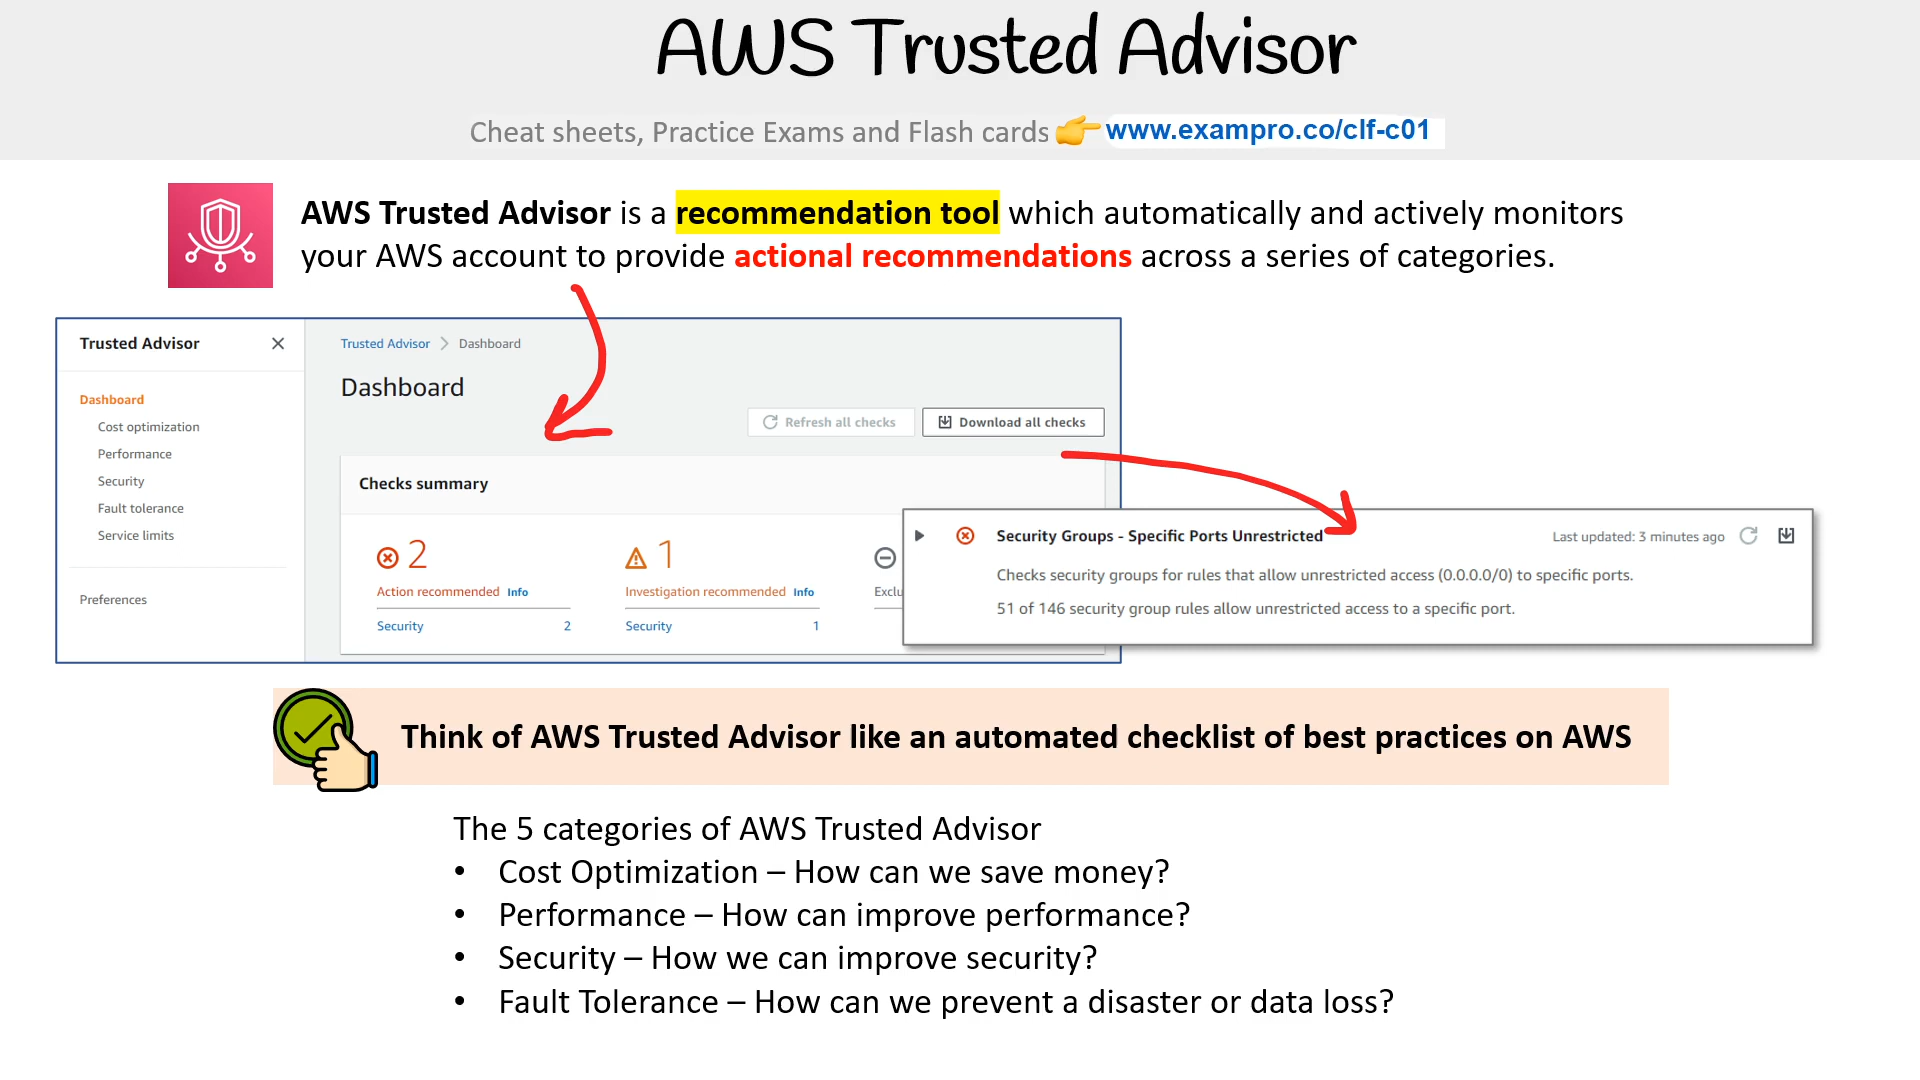 AWS Trusted Advisor
Cheat sheets, Practice Exams and Flash cards www.exampro.co/clf-c01
AWS Trusted Advisor is a recommendation tool which automatically and actively monitors
your AWS account to provide actional recommendations across a series of categories.
Trusted Advisor
Dashboard
Cost optimization
Performance
Security
Fault tolerance
Service limits
Preferences
Trusted Advisor Dashboard
Dashboard
Refresh all checks Download all checks
Checks summary
2
Action recommended Info
Security 2
1
Investigation recommended Info
Security 1
Exclu
Security Groups - Specific Ports Unrestricted Last updated: 3 minutes ago
Checks security groups for rules that allow unrestricted access (0.0.0.0/0) to specific ports.
51 of 146 security group rules allow unrestricted access to a specific port.
Think of AWS Trusted Advisor like an automated checklist of best practices on AWS
The 5 categories of AWS Trusted Advisor
• Cost Optimization – How can we save money?
• Performance – How can improve performance?
• Security – How we can improve security?
• Fault Tolerance – How can we prevent a disaster or data loss?